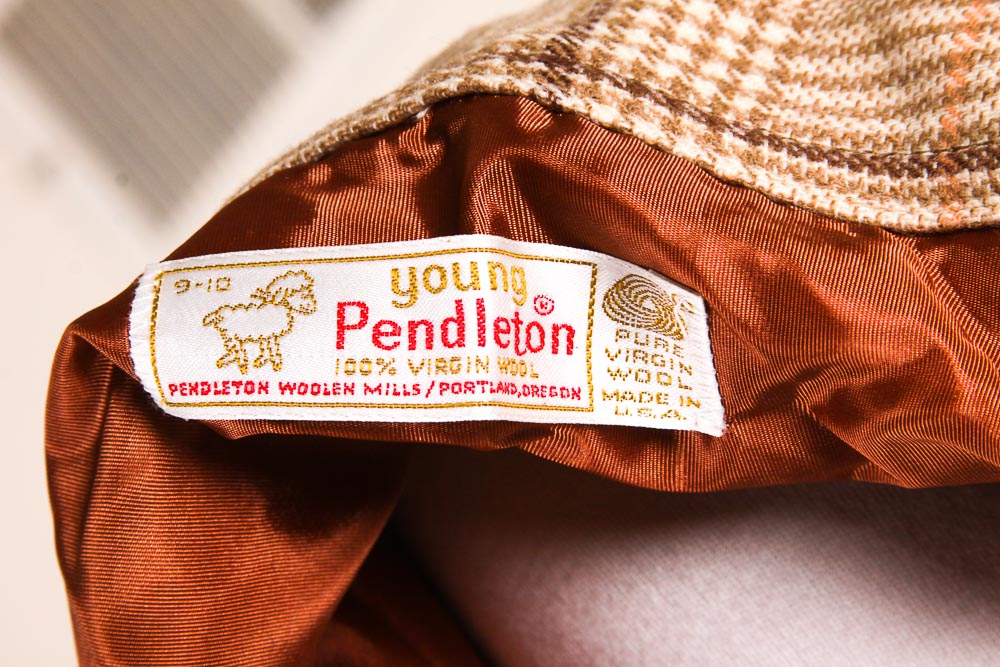 9-10
young
Pendleton®
100% VIRGIN WOOL
PENDLETON WOOLEN MILLS/PORTLAND,OREGON
PURE
VIRGIN
WOOL
MADE IN
U.S.A.